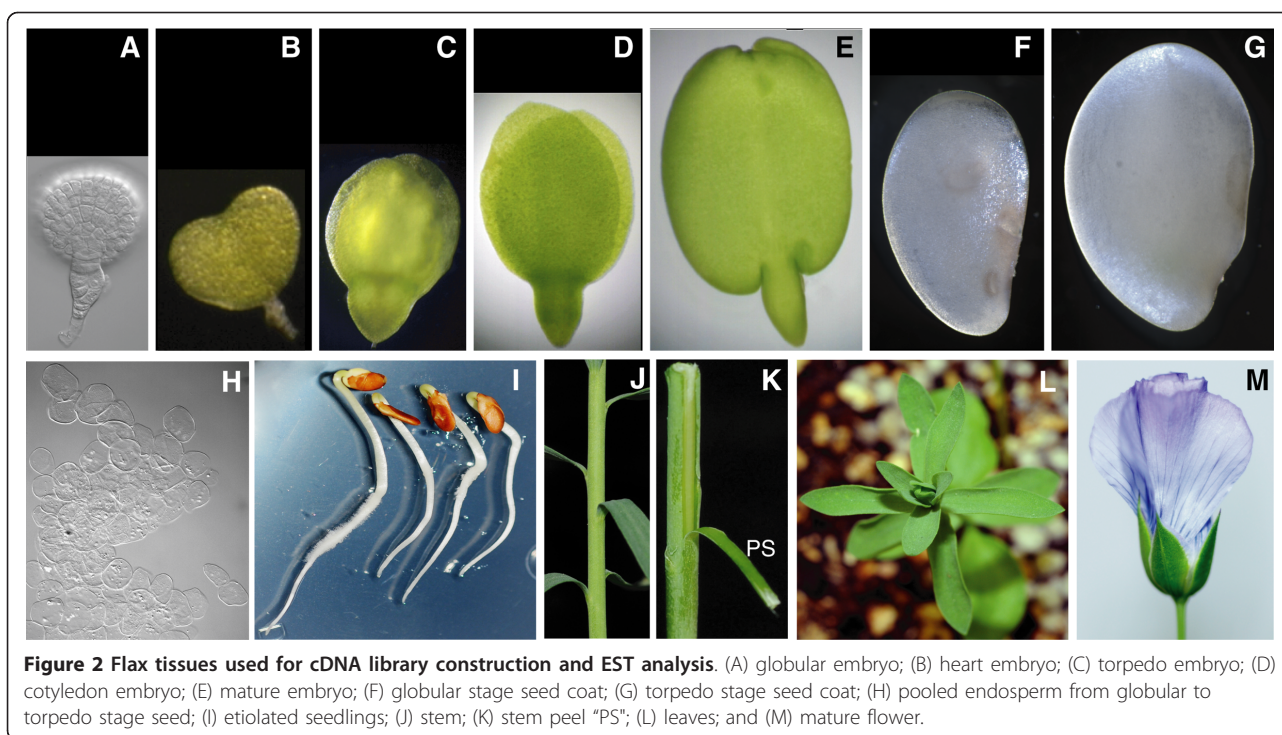 A B C D E F G
H I J K L M
PS
Figure 2 Flax tissues used for cDNA library construction and EST analysis. (A) globular embryo; (B) heart embryo; (C) torpedo embryo; (D)
cotyledon embryo; (E) mature embryo; (F) globular stage seed coat; (G) torpedo stage seed coat; (H) pooled endosperm from globular to
torpedo stage seed; (I) etiolated seedlings; (J) stem; (K) stem peel “PS"; (L) leaves; and (M) mature flower.